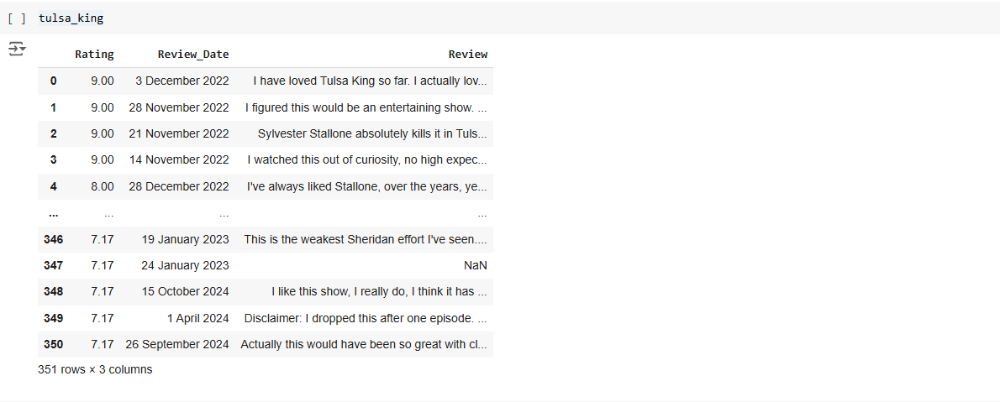 [ ] tulsa_king
Rating Review_Date Review
0 9.00 3 December 2022 I have loved Tulsa King so far. I actually lov...
1 9.00 28 November 2022 I figured this would be an entertaining show. ...
2 9.00 21 November 2022 Sylvester Stallone absolutely kills it in Tuls...
3 9.00 14 November 2022 I watched this out of curiosity, no high expec...
4 8.00 28 December 2022 I've always liked Stallone, over the years, ye...
... ... ... ...
346 7.17 19 January 2023 This is the weakest Sheridan effort I've seen....
347 7.17 24 January 2023 NaN
348 7.17 15 October 2024 I like this show, I really do, I think it has ...
349 7.17 1 April 2024 Disclaimer: I dropped this after one episode. ...
350 7.17 26 September 2024 Actually this would have been so great with cl...
351 rows × 3 columns